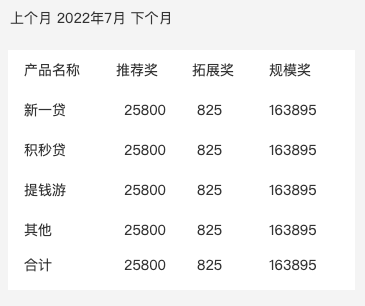 上个月 2022年7月 下个月
产品名称 推荐奖 拓展奖 规模奖
新一贷 25800 825 163895
积秒贷 25800 825 163895
提钱游 25800 825 163895
其他 25800 825 163895
合计 25800 825 163895